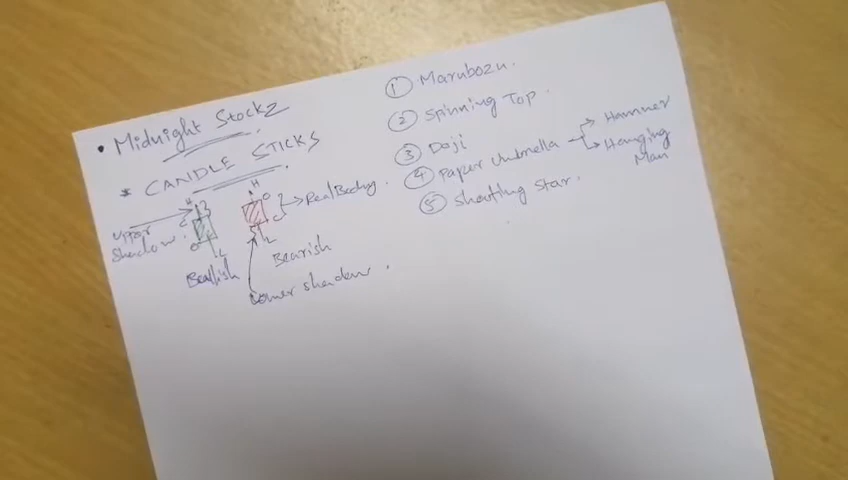 • Midnight Stockz
* CANDLE STICKS
H
C
O
L
Upper
Shadow.
Bullish
H
O
C
L
Real Body.
Bearish
Lower shadow.
① Marubozu.
② Spinning Top.
③ Doji
④ Paper Umbrella
Hammer
Hanging
Man
⑤ Shooting Star.